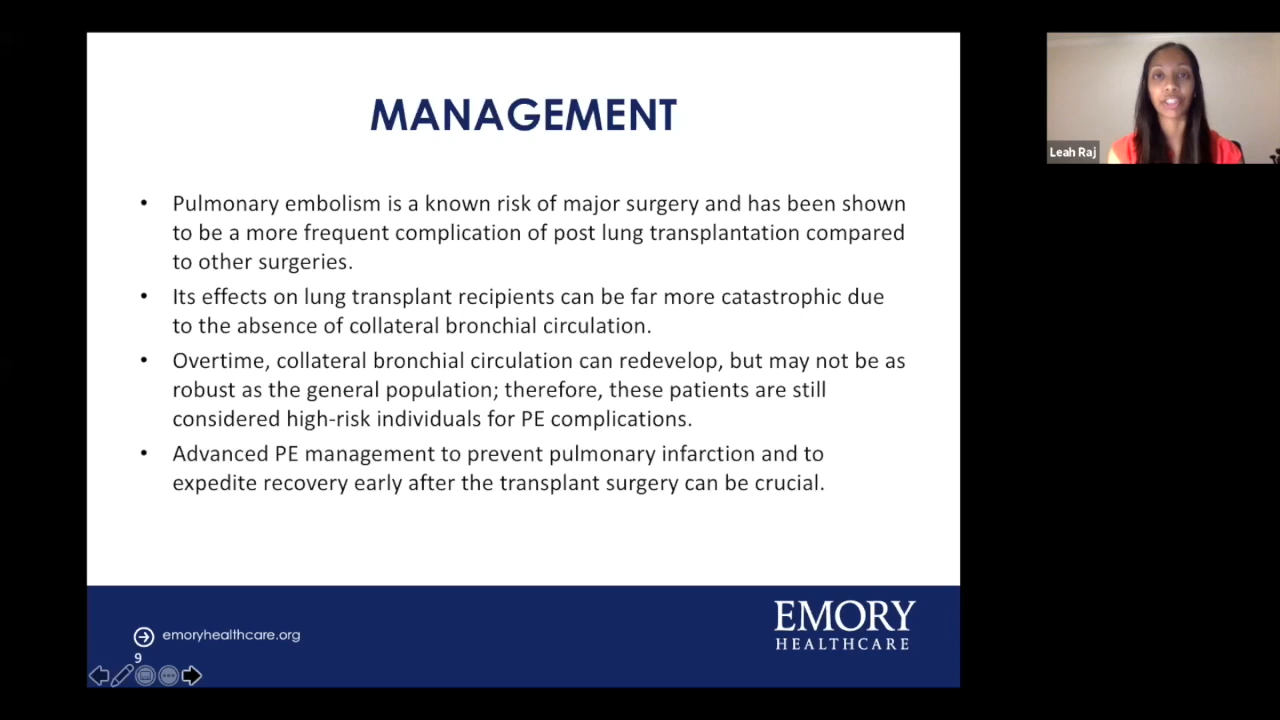 MANAGEMENT
• Pulmonary embolism is a known risk of major surgery and has been shown
to be a more frequent complication of post lung transplantation compared
to other surgeries.
• Its effects on lung transplant recipients can be far more catastrophic due
to the absence of collateral bronchial circulation.
• Overtime, collateral bronchial circulation can redevelop, but may not be as
robust as the general population; therefore, these patients are still
considered high-risk individuals for PE complications.
• Advanced PE management to prevent pulmonary infarction and to
expedite recovery early after the transplant surgery can be crucial.
emoryhealthcare.org
9
EMORY
HEALTHCARE
Leah Raj